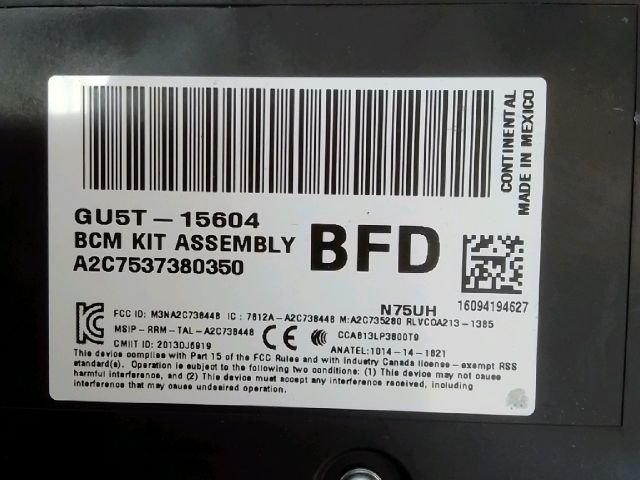 CONTINENTAL
MADE IN MEXICO
GU5T-15604
BCM KIT ASSEMBLY
BFD
A2C7537380350
N75UH
16094194627
FCC ID: M3NA2C738448 IC : 7812A-A2C738448 M:A2C735280 RLVCOA213-1385
MSIP-RRM-TAL-A2C738448
CE
CCAB13LP3800T9
CMIIT ID: 2013DJ6919
ANATEL:1014-14-1821
This device complies with Part 15 of the FCC Rules and with Industry Canada license-exempt RSS
standard(s). Operation is subject to the following two conditions: (1) This device may not cause
harmful interference, and (2) This device must accept any interference received, including
interference that may cause undesired operation.